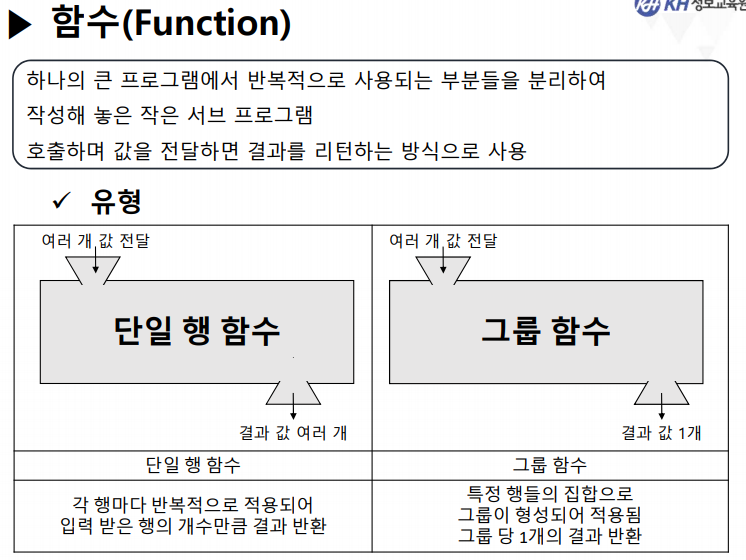 ▶ 함수(Function)
KH 정보교육원
하나의 큰 프로그램에서 반복적으로 사용되는 부분들을 분리하여
작성해 놓은 작은 서브 프로그램
호출하며 값을 전달하면 결과를 리턴하는 방식으로 사용
✓ 유형
여러 개 값 전달
단일 행 함수
결과 값 여러 개
여러 개 값 전달
그룹 함수
결과 값 1개
단일 행 함수
그룹 함수
각 행마다 반복적으로 적용되어
입력 받은 행의 개수만큼 결과 반환
특정 행들의 집합으로
그룹이 형성되어 적용됨
그룹 당 1개의 결과 반환